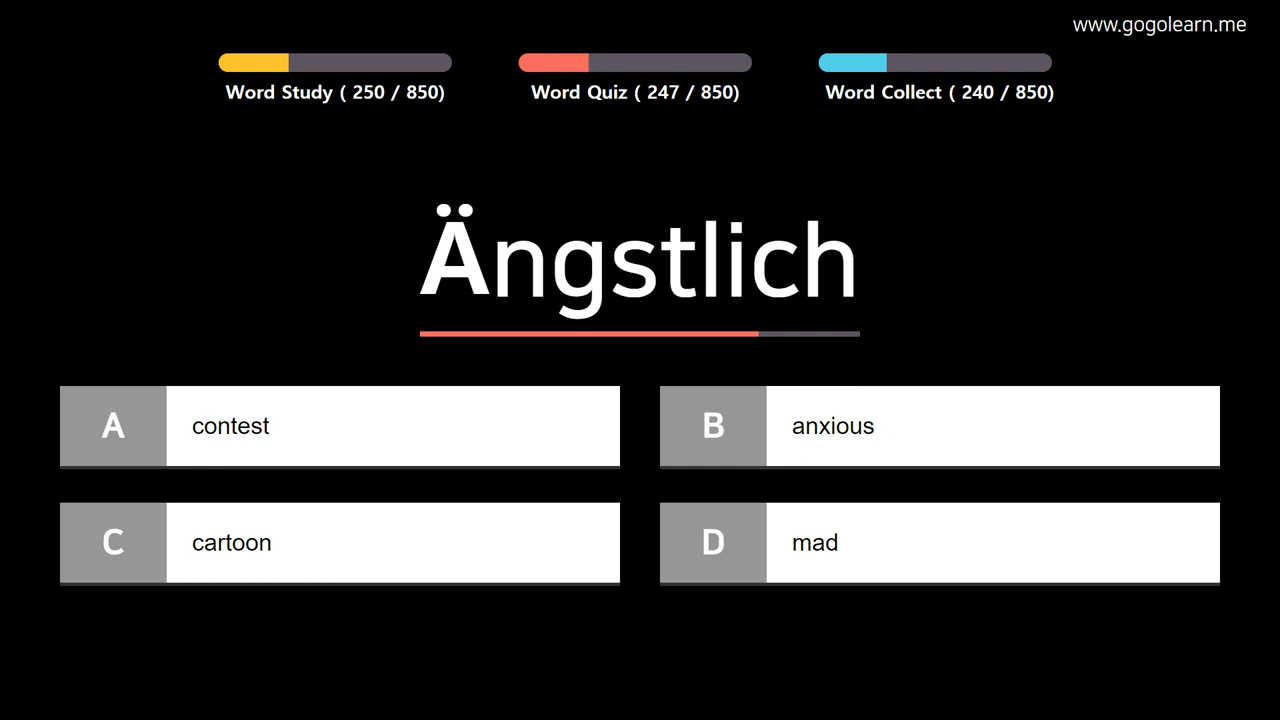 www.gogolearn.me
Word Study ( 250 / 850)
Word Quiz ( 247 / 850)
Word Collect ( 240 / 850)
Ängstlich
A contest
B anxious
C cartoon
D mad